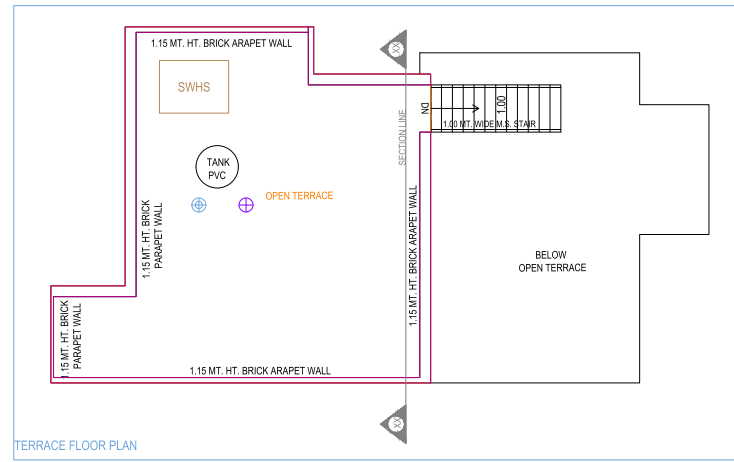 1.15 MT. HT. BRICK ARAPET WALL
XX
SWHS
DN
1.00
1.00 MT. WIDE M.S. STAIR
SECTION LINE
TANK
PVC
OPEN TERRACE
1.15 MT. HT. BRICK
PARAPET WALL
1.15 MT. HT. BRICK ARAPET WALL
BELOW
OPEN TERRACE
1.15 MT. HT. BRICK
PARAPET WALL
1.15 MT. HT. BRICK ARAPET WALL
XX
TERRACE FLOOR PLAN